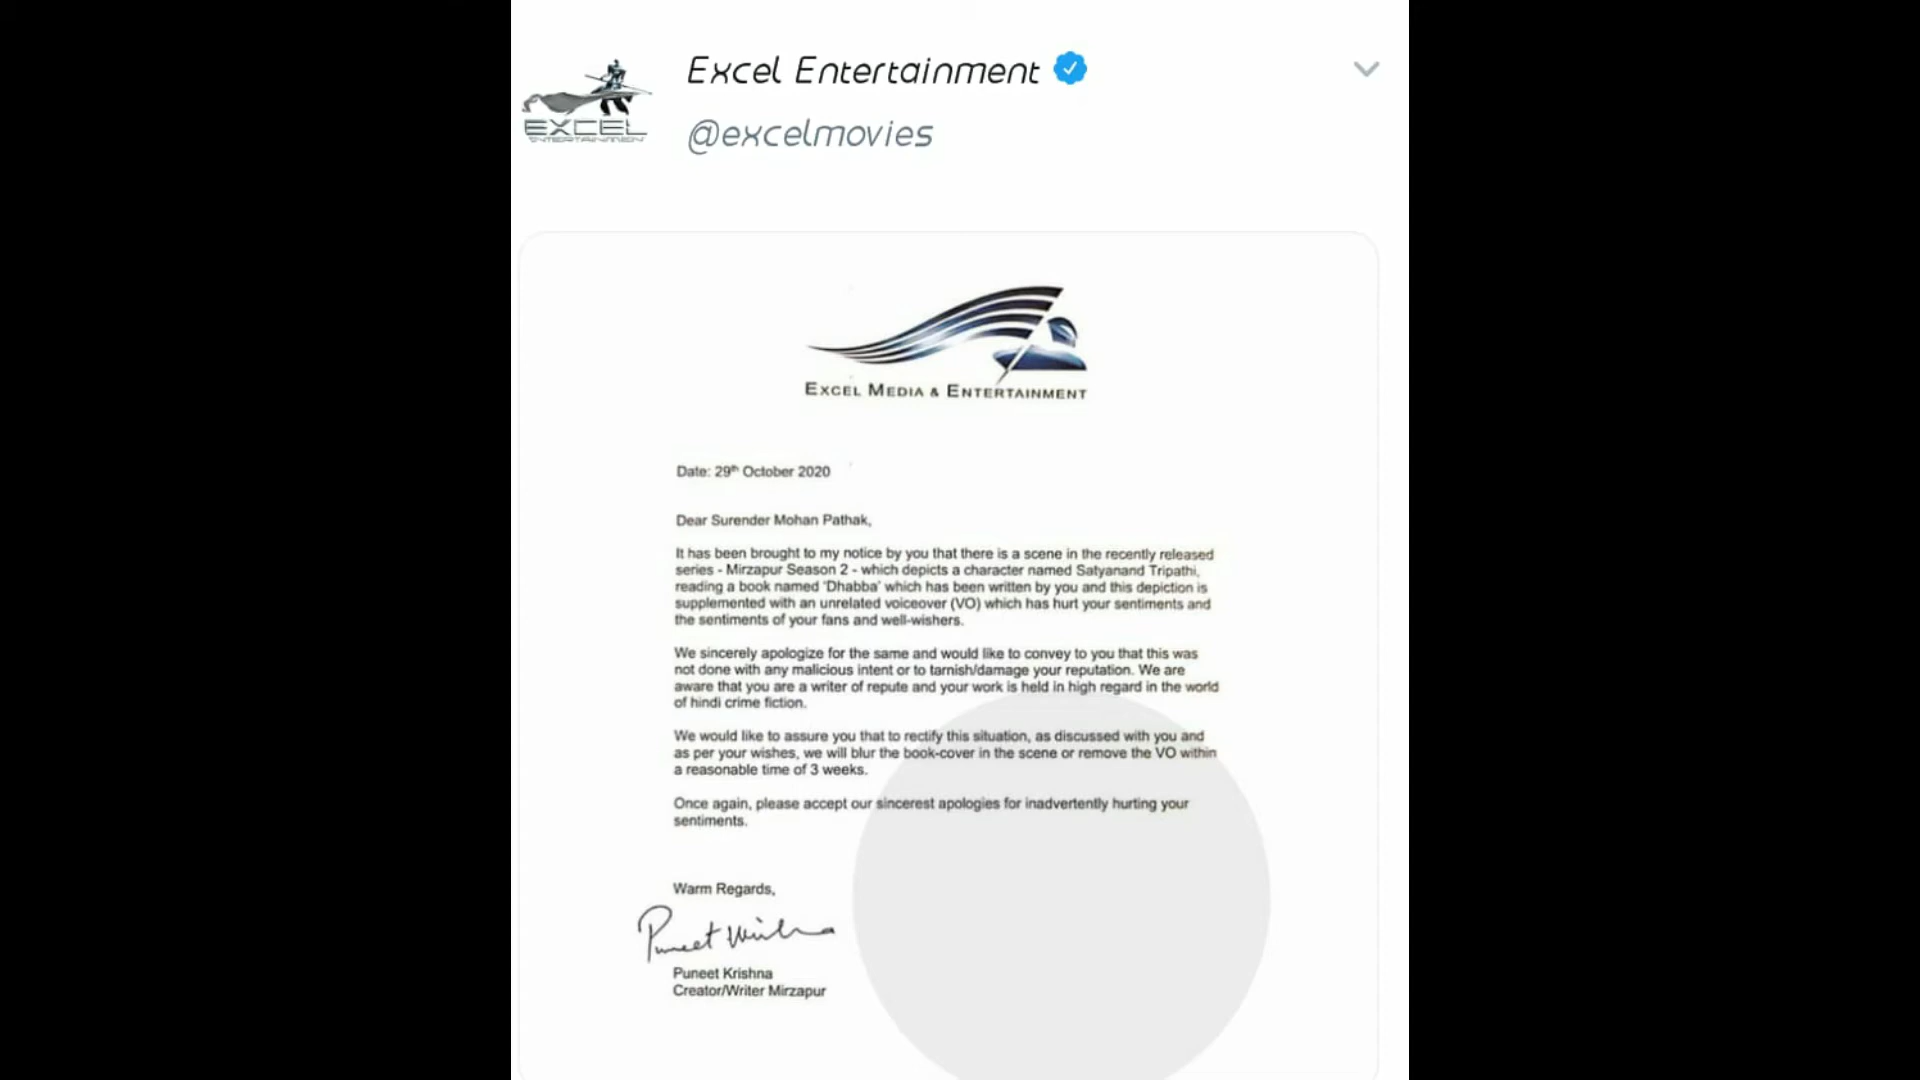 Excel Entertainment
@excelmovies
EXCEL
ENTERTAINMENT
EXCEL MEDIA & ENTERTAINMENT
Date: 29th October 2020
Dear Surender Mohan Pathak,
It has been brought to my notice by you that there is a scene in the recently released
series - Mirzapur Season 2 - which depicts a character named Satyanand Tripathi,
reading a book named ‘Dhabba’ which has been written by you and this depiction is
supplemented with an unrelated voiceover (VO) which has hurt your sentiments and
the sentiments of your fans and well-wishers.
We sincerely apologize for the same and would like to convey to you that this was
not done with any malicious intent or to tarnish/damage your reputation. We are
aware that you are a writer of repute and your work is held in high regard in the world
of hindi crime fiction.
We would like to assure you that to rectify this situation, as discussed with you and
as per your wishes, we will blur the book-cover in the scene or remove the VO within
a reasonable time of 3 weeks.
Once again, please accept our sincerest apologies for inadvertently hurting your
sentiments.
Warm Regards,
Puneet Krishna
Puneet Krishna
Creator/Writer Mirzapur